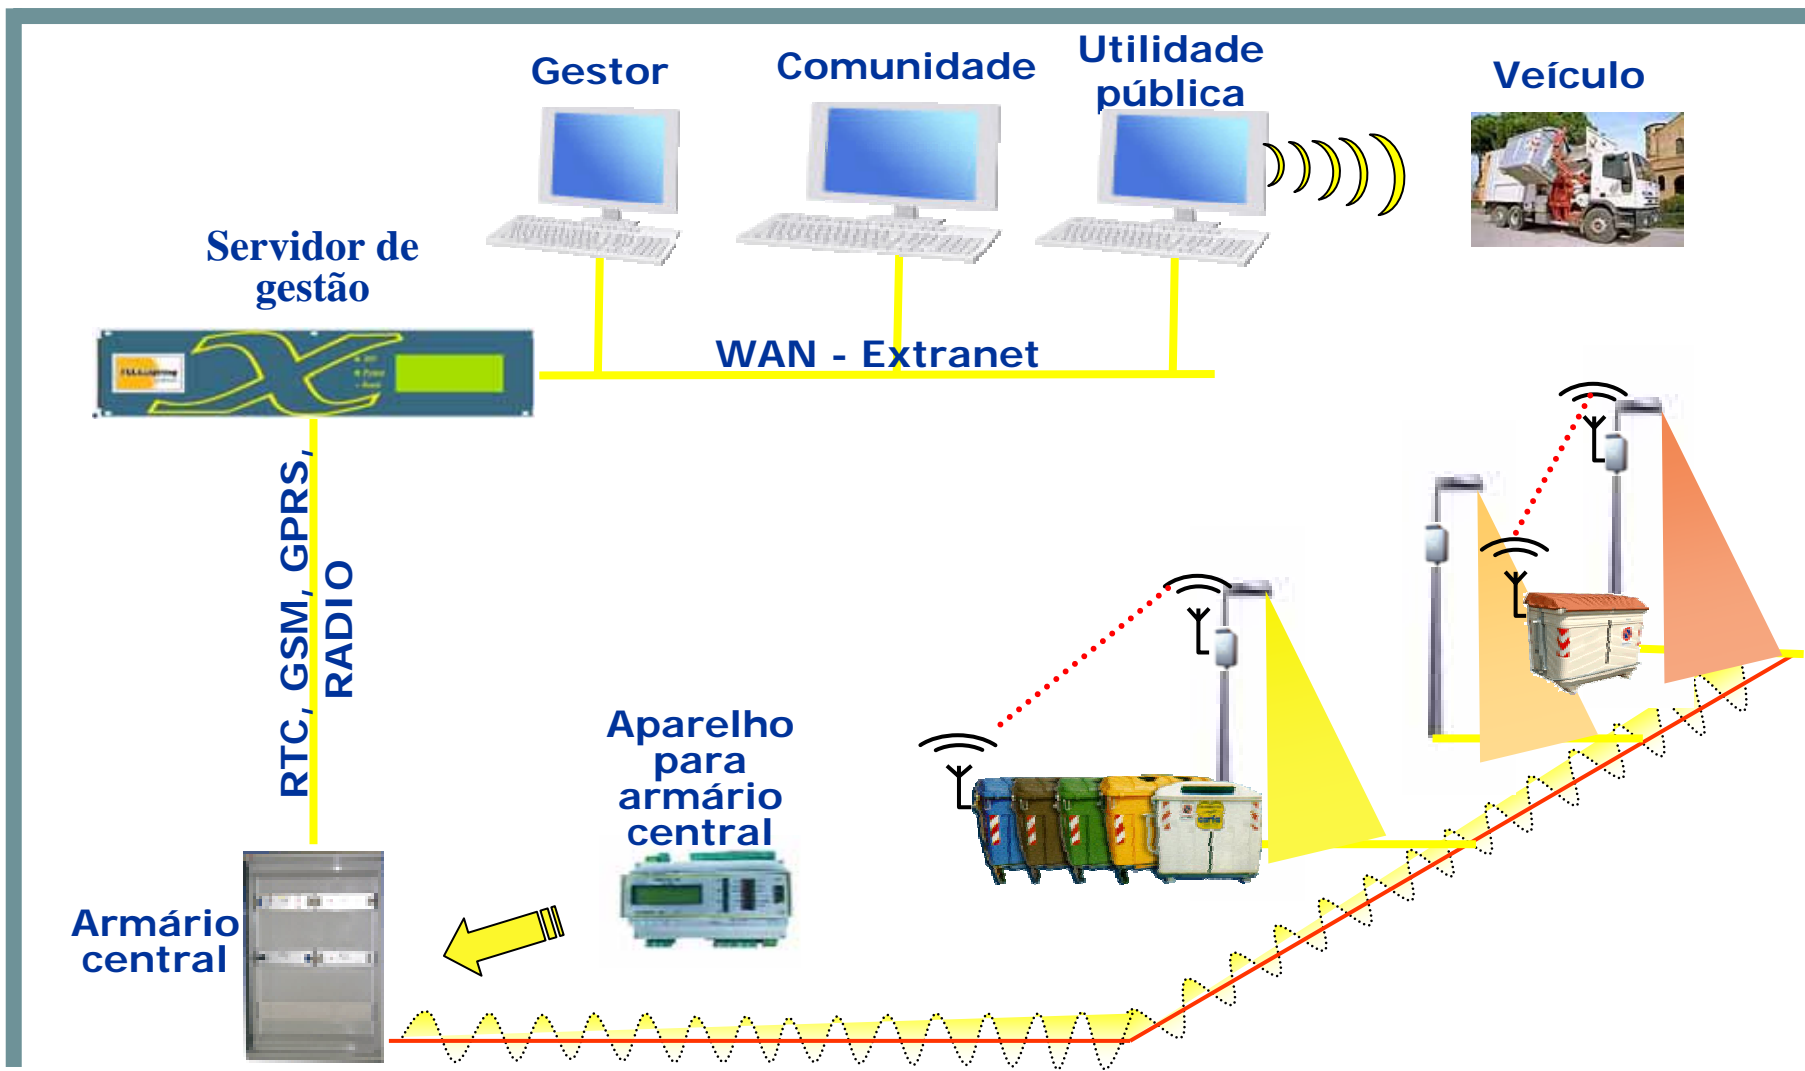 Gestor
Comunidade
Utilidade
pública
Veículo
Servidor de
gestão
WAN - Extranet
RTC, GSM, GPRS,
RADIO
Aparelho
para
armário
central
Armário
central